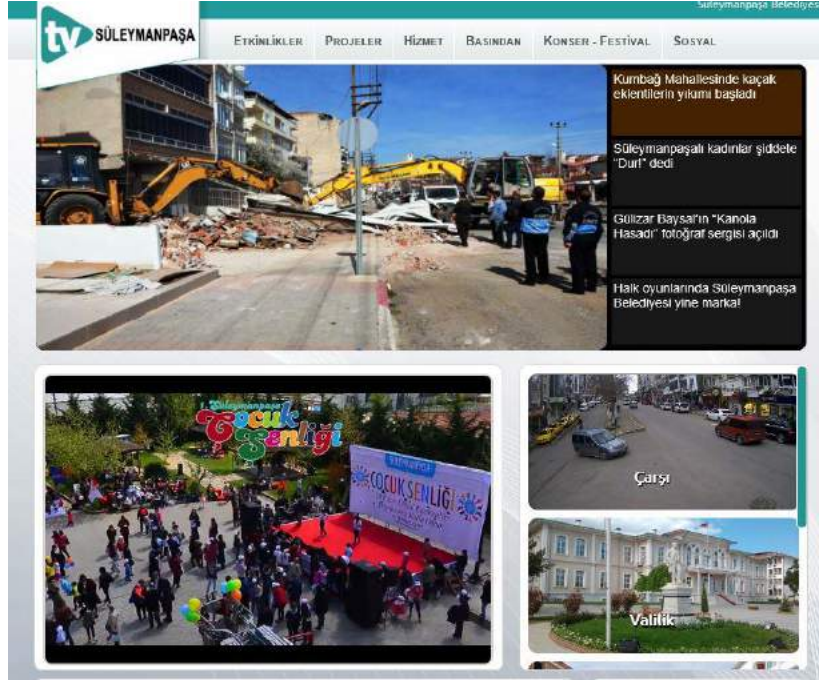 Süleymanpaşa Belediyes
tv SÜLEYMANPAŞA
ETKİNLİKLER PROJELER HİZMET BASINDAN KONSER - FESTİVAL SOSYAL
Kumbağ Mahallesinde kaçak
eklentilerin yıkımı başladı
Süleymanpaşalı kadınlar şiddete
"Dur!" dedi
Gülizar Baysal'ın "Kanola
Hasadı" fotoğraf sergisi açıldı
Halk oyunlarında Süleymanpaşa
Belediyesi yine marka!
1. Süleymanpaşa
Çocuk
Şenliği
ÇOCUK ŞENLİĞİ
Çarşı
Valilik